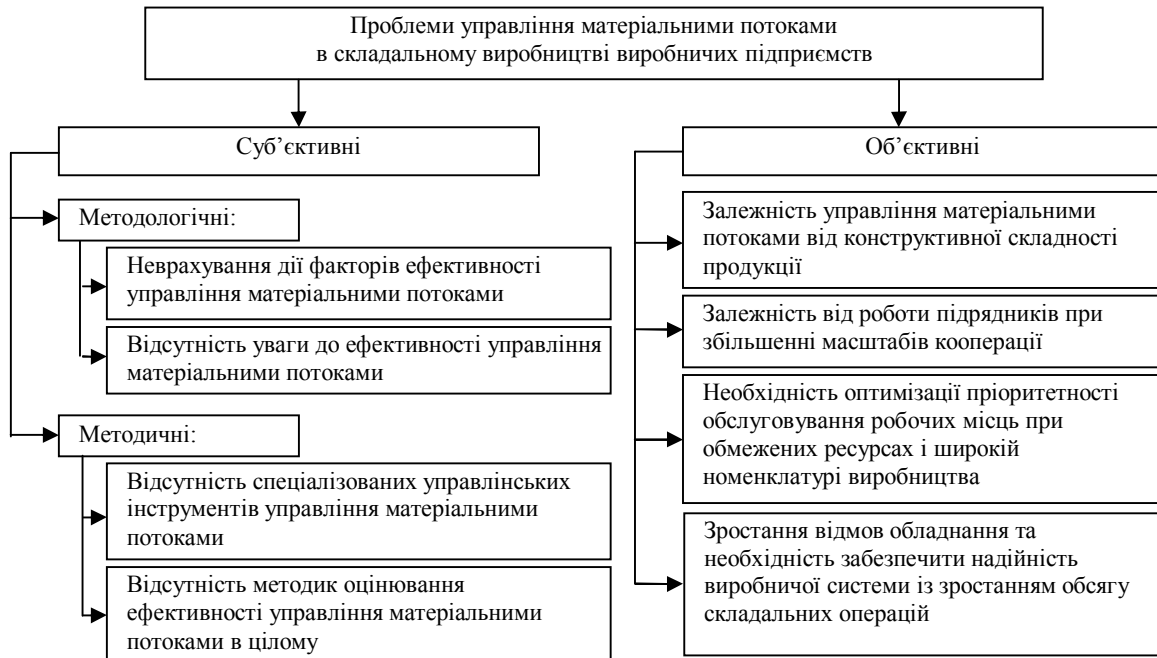 Проблеми управління матеріальними потоками
в складальному виробництві виробничих підприємств
Суб’єктивні
Методологічні:
Неврахування дії факторів ефективності
управління матеріальними потоками
Відсутність уваги до ефективності управління
матеріальними потоками
Методичні:
Відсутність спеціалізованих управлінських
інструментів управління матеріальними
потоками
Відсутність методик оцінювання
ефективності управління матеріальними
потоками в цілому
Об’єктивні
Залежність управління матеріальними
потоками від конструктивної складності
продукції
Залежність від роботи підрядників при
збільшенні масштабів кооперації
Необхідність оптимізації пріоритетності
обслуговування робочих місць при
обмежених ресурсах і широкій
номенклатурі виробництва
Зростання відмов обладнання та
необхідність забезпечити надійність
виробничої системи із зростанням обсягу
складальних операцій